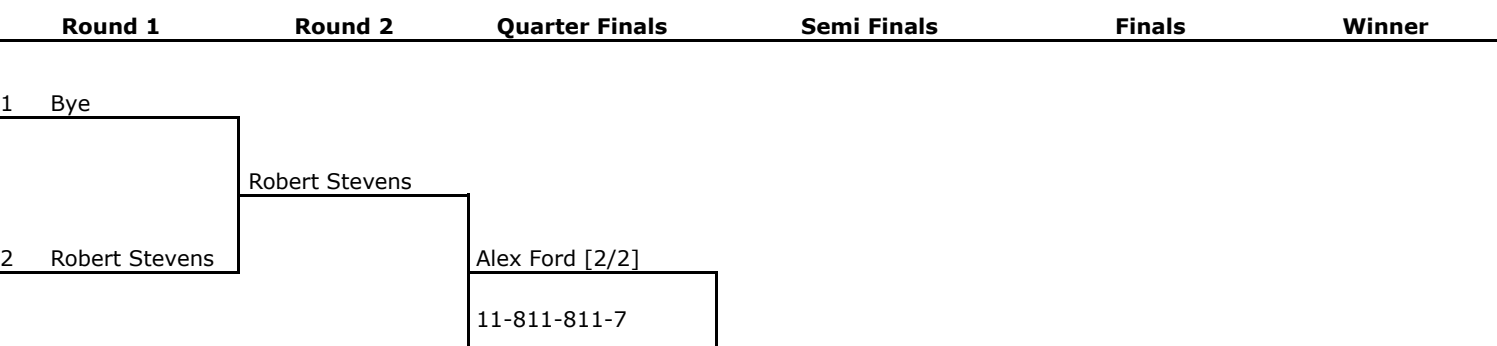 Round 1 Round 2 Quarter Finals Semi Finals Finals Winner
1 Bye
Robert Stevens
2 Robert Stevens Alex Ford [2/2]
11-811-811-7